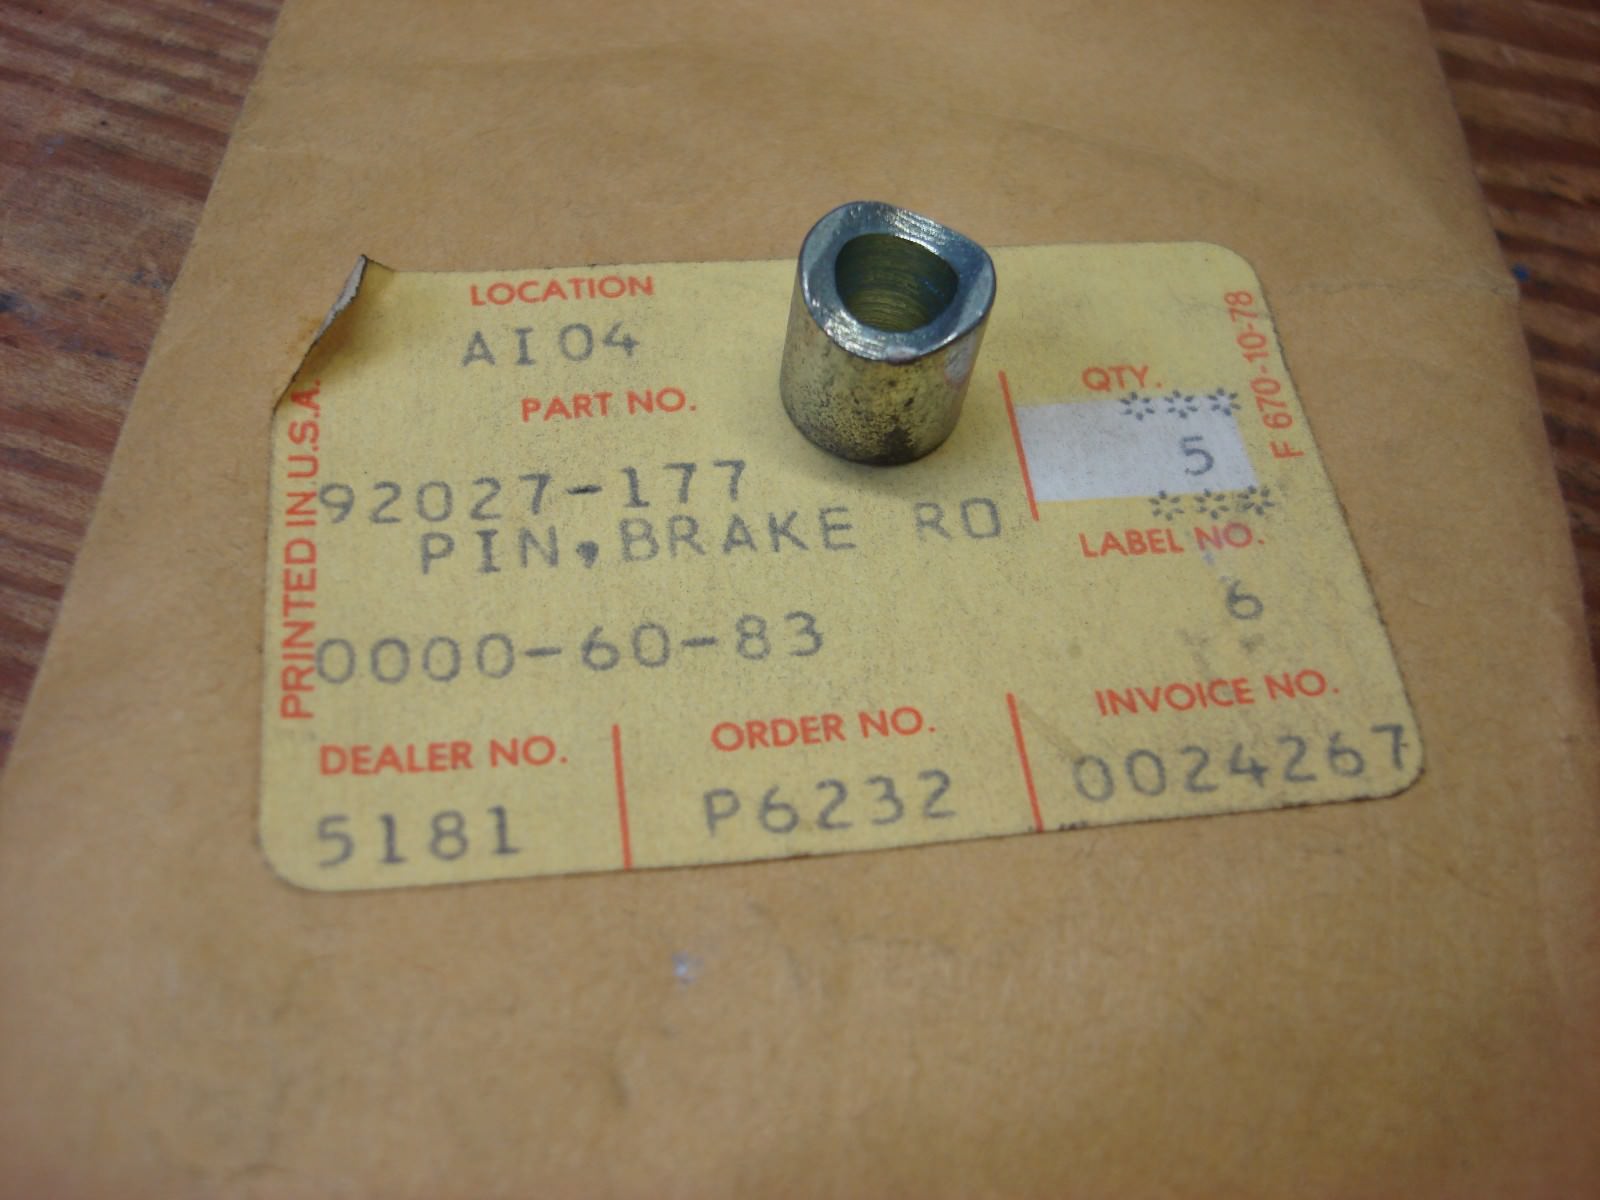 LOCATION
AI04
PART NO.
QTY.
***
5
***
92027-177
PIN,BRAKE RO
LABEL NO.
6
0000-60-83
DEALER NO.
ORDER NO.
INVOICE NO.
5181
P6232
0024267
PRINTED IN U.S.A.
F 670-10-78